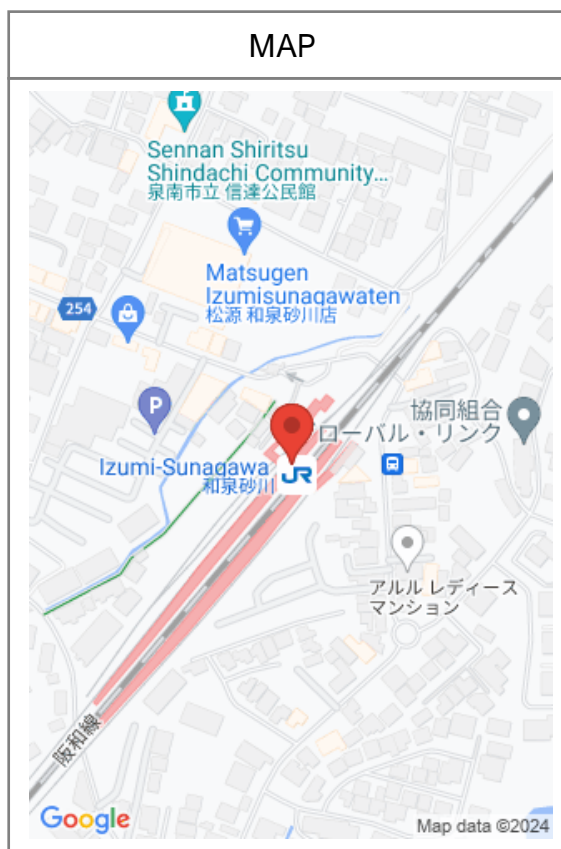 MAP
Sennan Shiritsu
Shindachi Community...
泉南市立 信達公民館
Matsugen
Izumisunagawaten
松源 和泉砂川店
254
P
協同組合
ローバル・リンク
Izumi-Sunagawa
和泉砂川
JR
アルル レディース
マンション
阪和線
Google
Map data ©2024